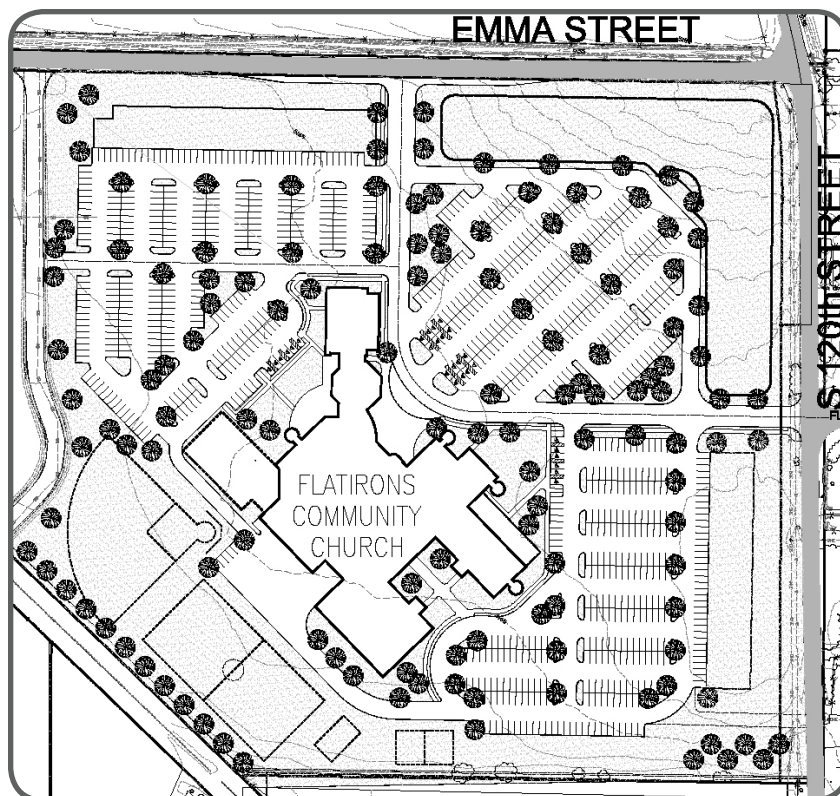 EMMA STREET
S 120TH STREET
FLATIRONS
COMMUNITY
CHURCH